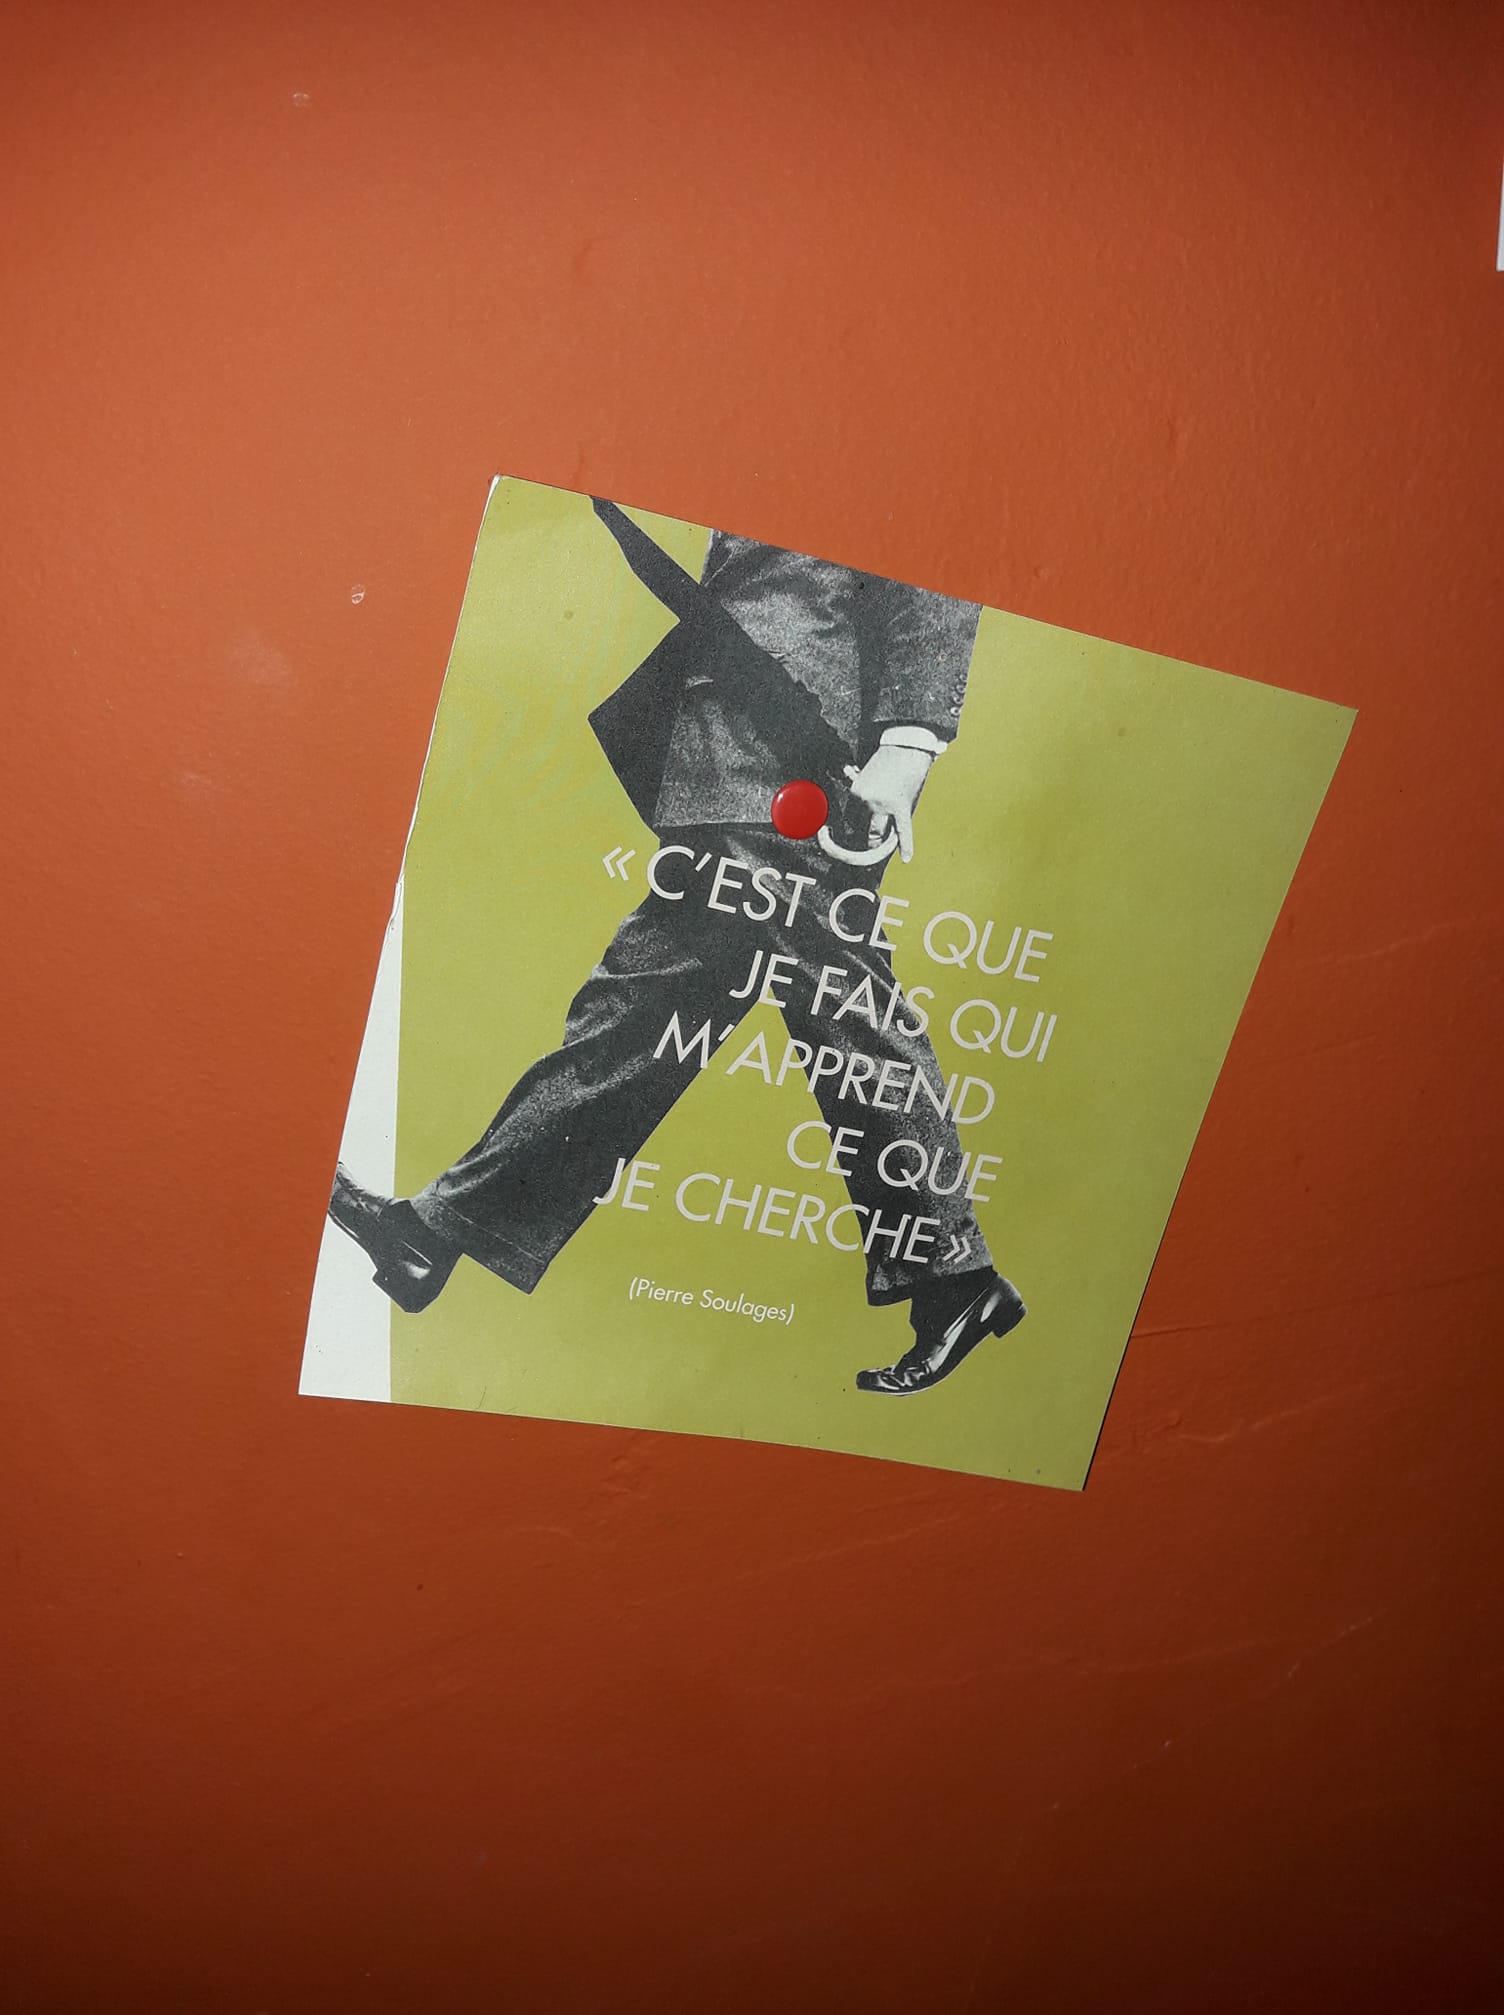 « C'EST CE QUE
JE FAIS QUI
M'APPREND
CE QUE
JE CHERCHE »
(Pierre Soulages)